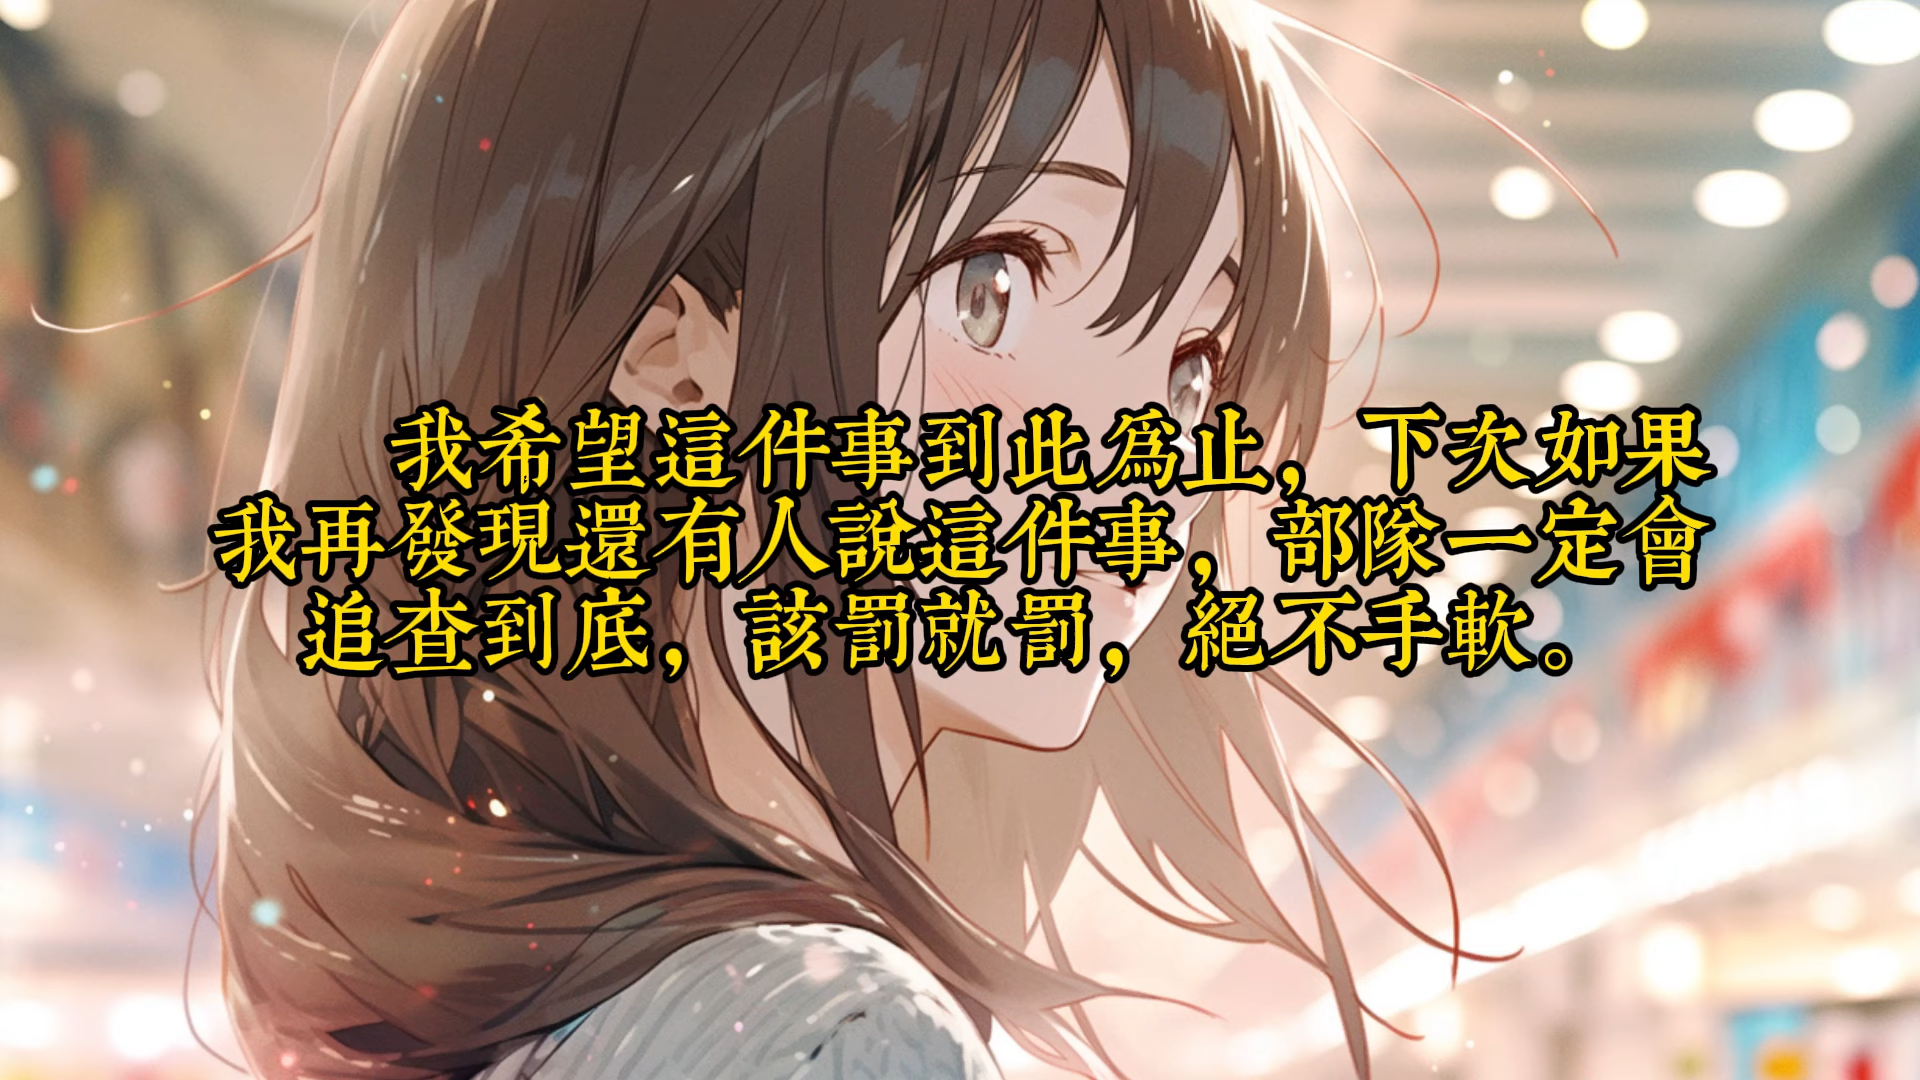 我希望這件事到此爲止，下次如果
我再發現還有人説這件事，部隊一定會
追查到底，該罰就罰，絕不手軟。